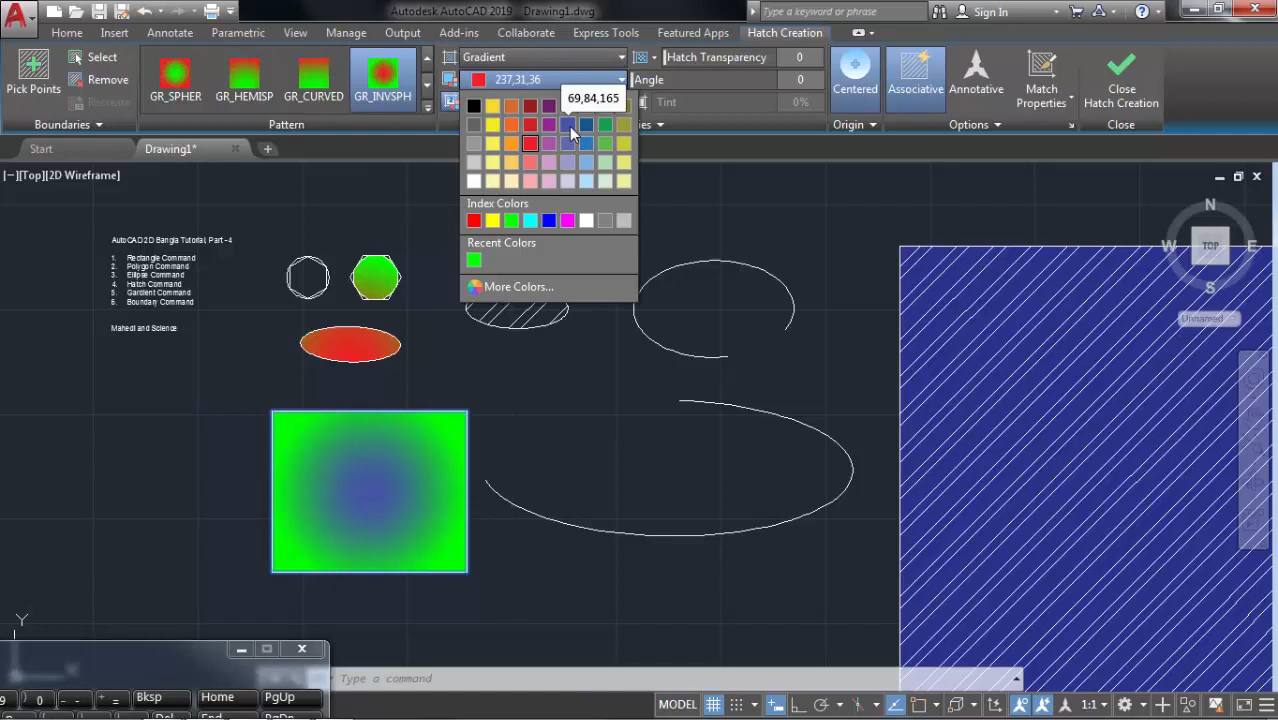 Autodesk AutoCAD 2019 Drawing1.dwg
Type a keyword or phrase
Sign In
Home Insert Annotate Parametric View Manage Output Add-ins Collaborate Express Tools Featured Apps Hatch Creation
Pick Points
Select
Remove
Boundaries
GR_SPHER GR_HEMISP GR_CURVED GR_INVSPH
Pattern
Gradient
237,31,36
Hatch Transparency 0
Angle 0
Tint 0%
Centered
Origin
Associative
Annotative
Match
Properties
Options
Close
Hatch Creation
Close
69,84,165
Index Colors
Recent Colors
More Colors...
Start Drawing1*
[−][Top][2D Wireframe]
AutoCAD 2D Bangla Tutorial, Part -4
1. Rectangle Command
2. Polygon Command
3. Ellipse Command
4. Hatch Command
5. Gardient Command
6. Boundary Command
Mahedi and Science
N
W TOP E
S
Unnamed
Y
Type a command
9 ) 0 - - + = Bksp Home PgUp
Del End PgDn
MODEL 1:1